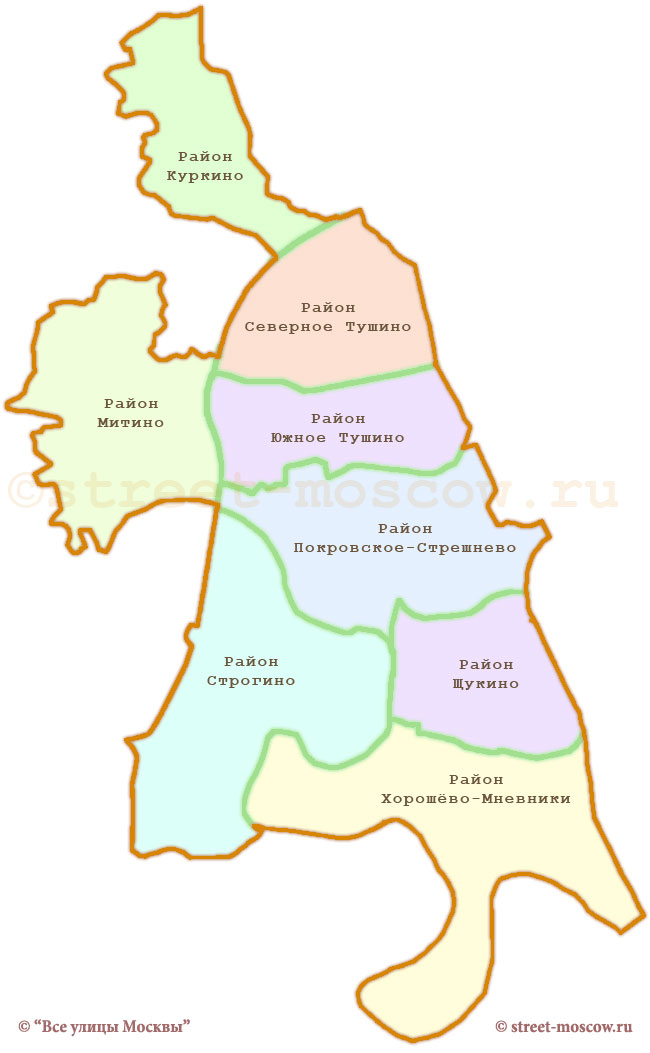 Район
Куркино
Район
Северное Тушино
Район
Митино
Район
Южное Тушино
©street-moscow.ru
Район
Покровское-Стрешнево
Район
Строгино
Район
Щукино
Район
Хорошёво-Мневники
© “Все улицы Москвы”
© street-moscow.ru